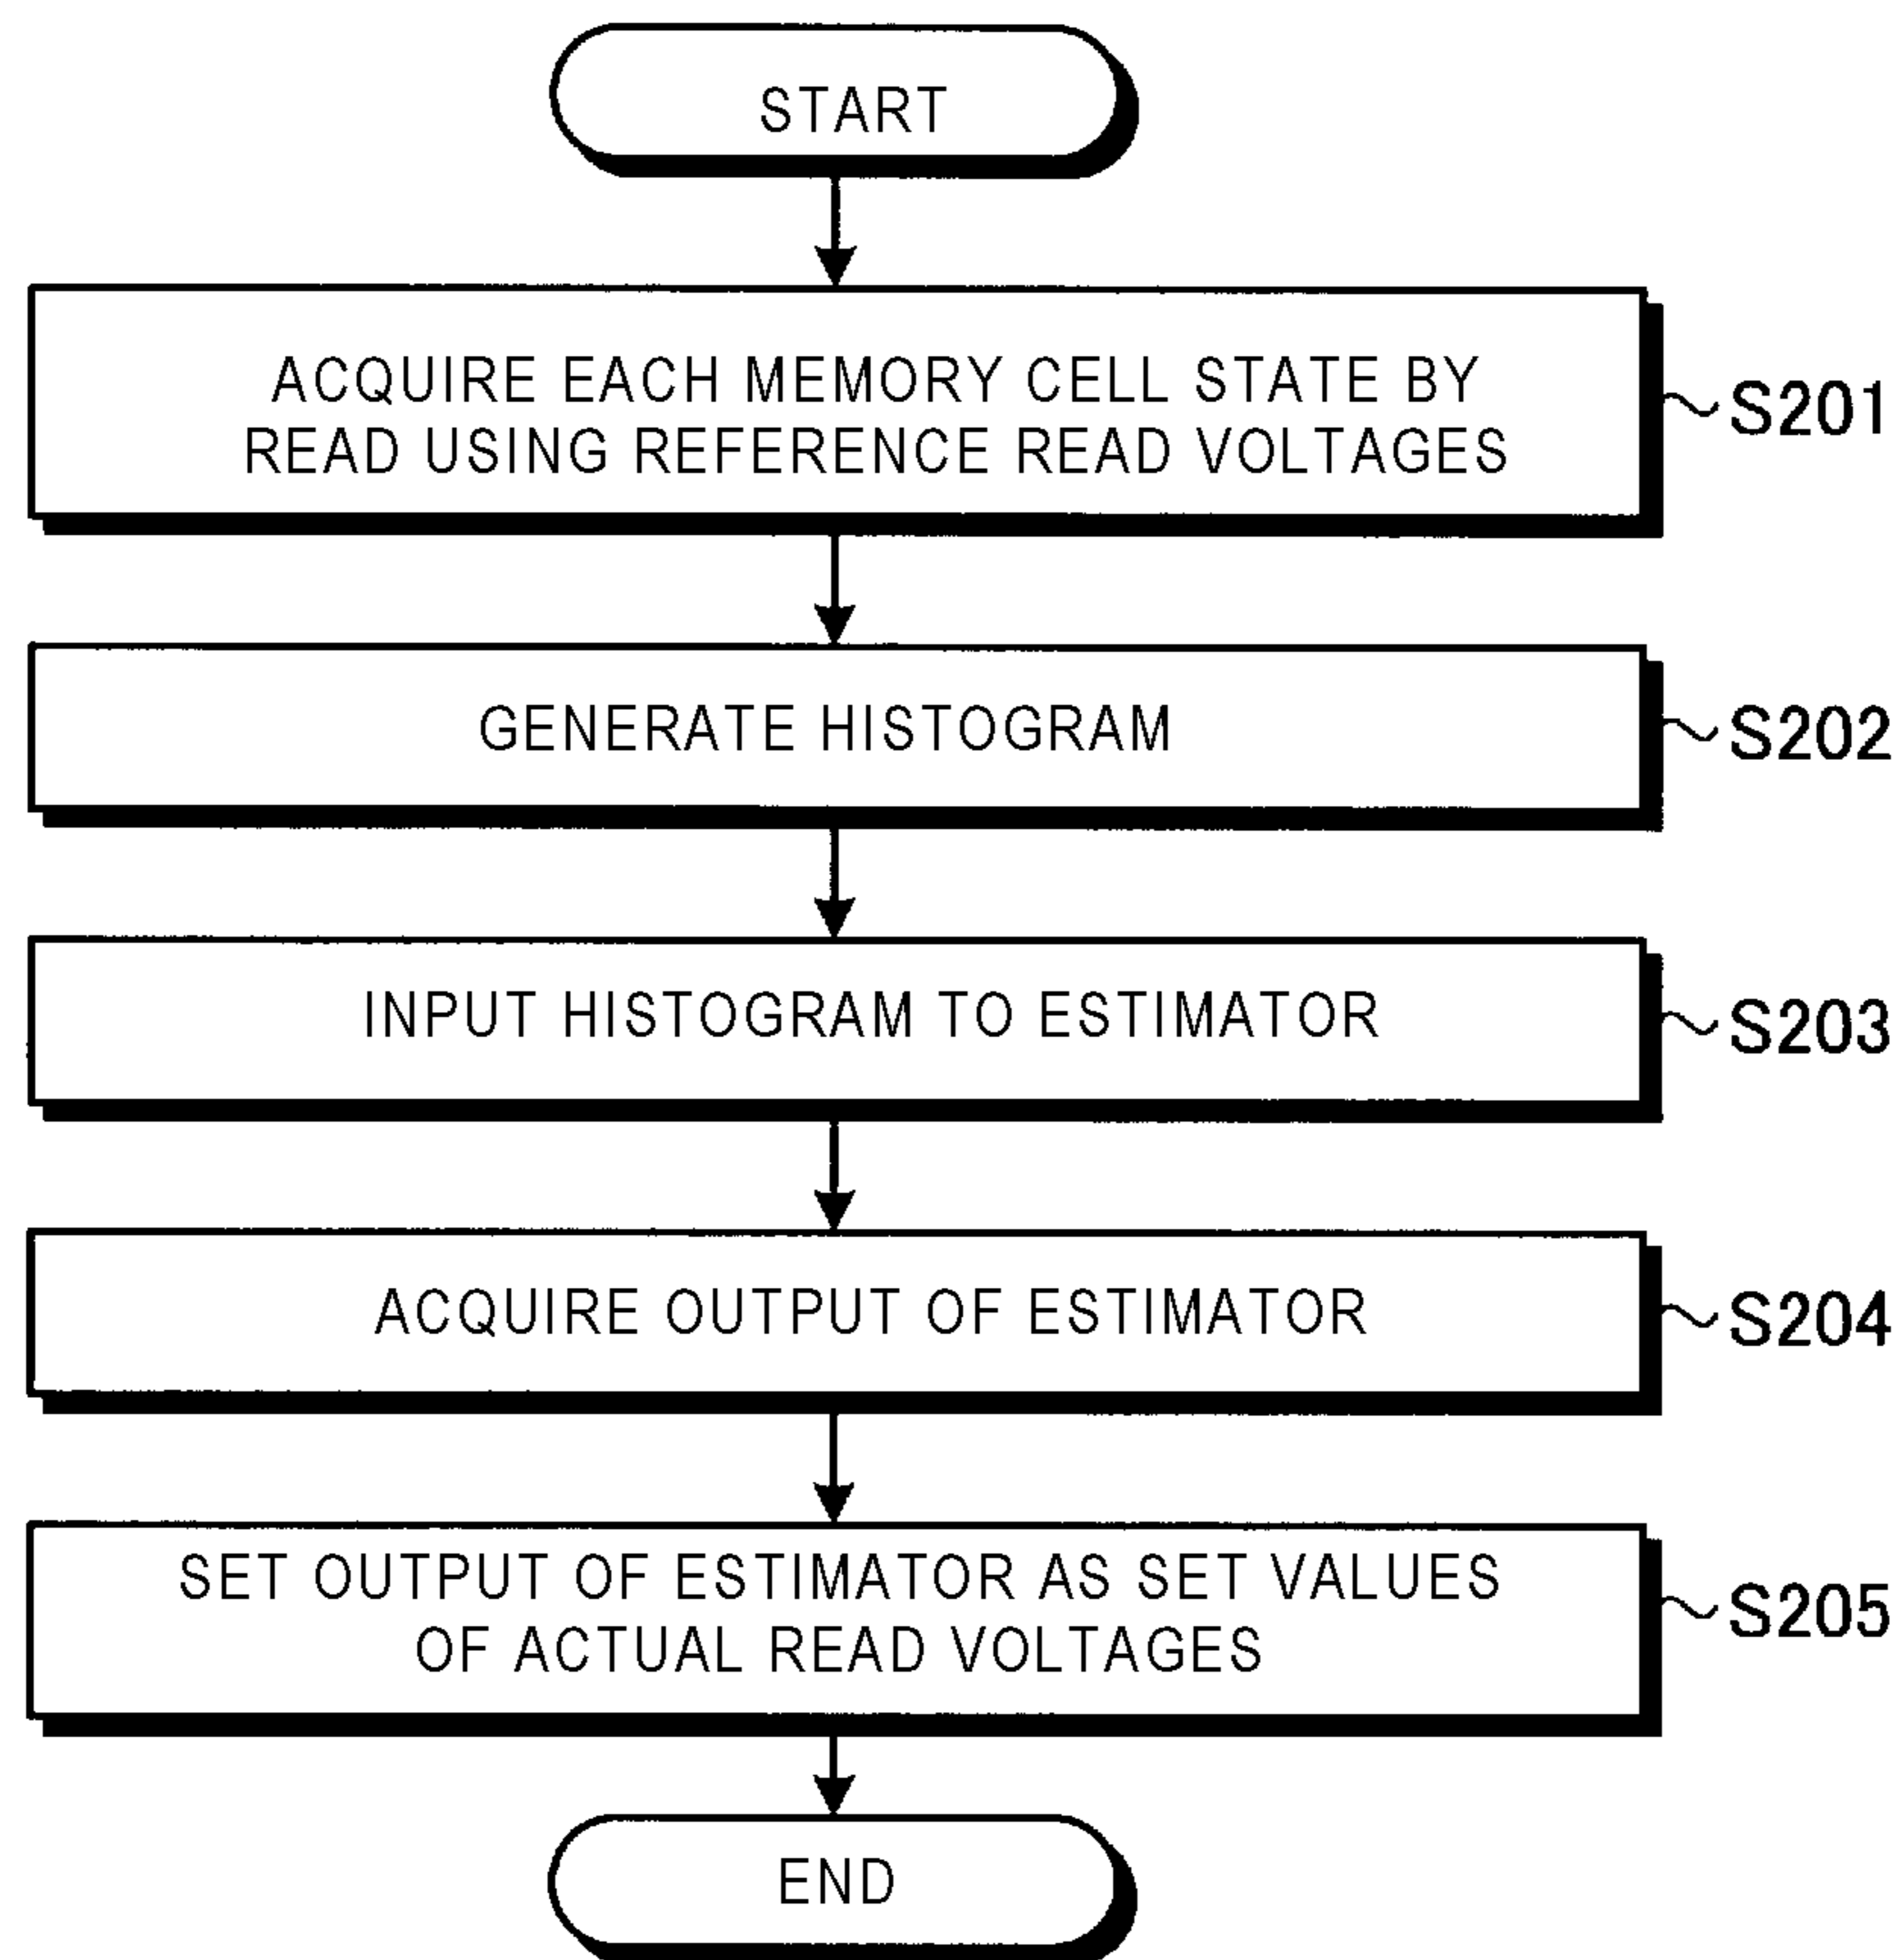 START
ACQUIRE EACH MEMORY CELL STATE BY
READ USING REFERENCE READ VOLTAGES
S201
GENERATE HISTOGRAM
S202
INPUT HISTOGRAM TO ESTIMATOR
S203
ACQUIRE OUTPUT OF ESTIMATOR
S204
SET OUTPUT OF ESTIMATOR AS SET VALUES
OF ACTUAL READ VOLTAGES
S205
END